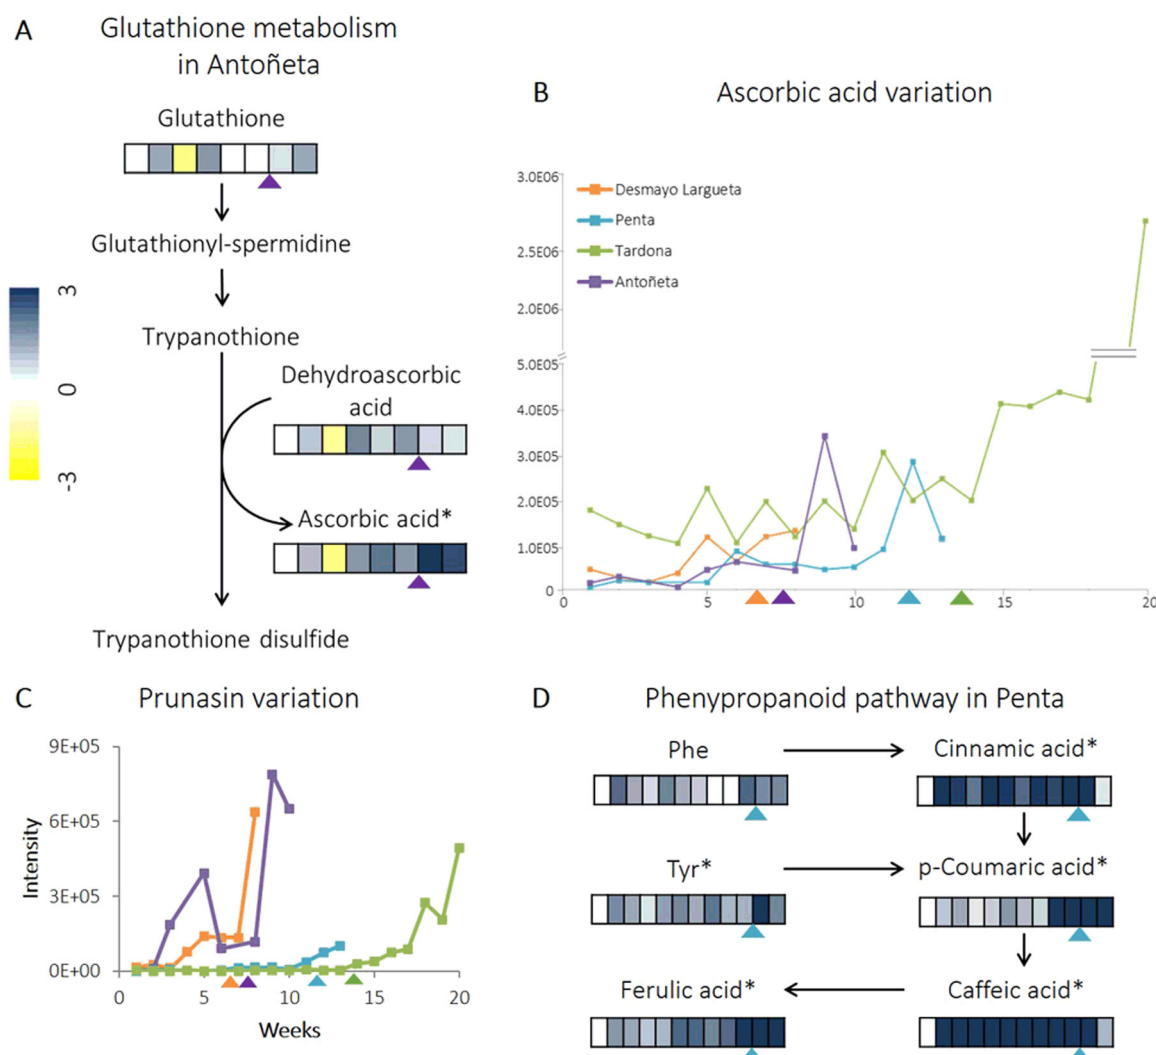 A
Glutathione metabolism
in Antoñeta
Glutathione
Glutathionyl-spermidine
Trypanothione
Dehydroascorbic
acid
Ascorbic acid*
Trypanothione disulfide
3
0
-3
B
Ascorbic acid variation
3.0E06
2.5E06
2.0E06
5.0E05
4.0E05
3.0E05
2.0E05
1.0E05
0
Desmayo Largueta
Penta
Tardona
Antoñeta
0 5 10 15 20
C
Prunasin variation
Intensity
9E+05
6E+05
3E+05
0E+00
0 5 10 15 20
Weeks
D
Phenypropanoid pathway in Penta
Phe
Cinnamic acid*
Tyr*
p-Coumaric acid*
Ferulic acid*
Caffeic acid*